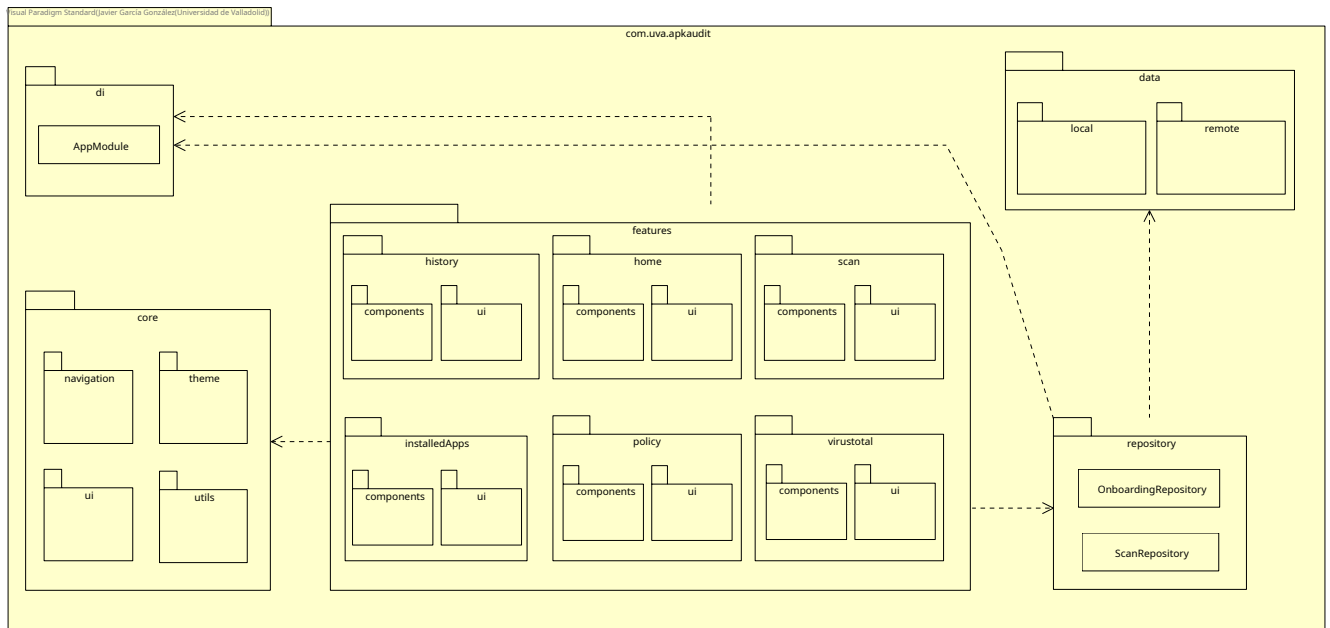 Visual Paradigm Standard(Javier García González(Universidad de Valladolid))
com.uva.apkaudit
di
AppModule
data
local
remote
features
history
components
ui
home
components
ui
scan
components
ui
core
navigation
theme
ui
utils
installedApps
components
ui
policy
components
ui
virustotal
components
ui
repository
OnboardingRepository
ScanRepository